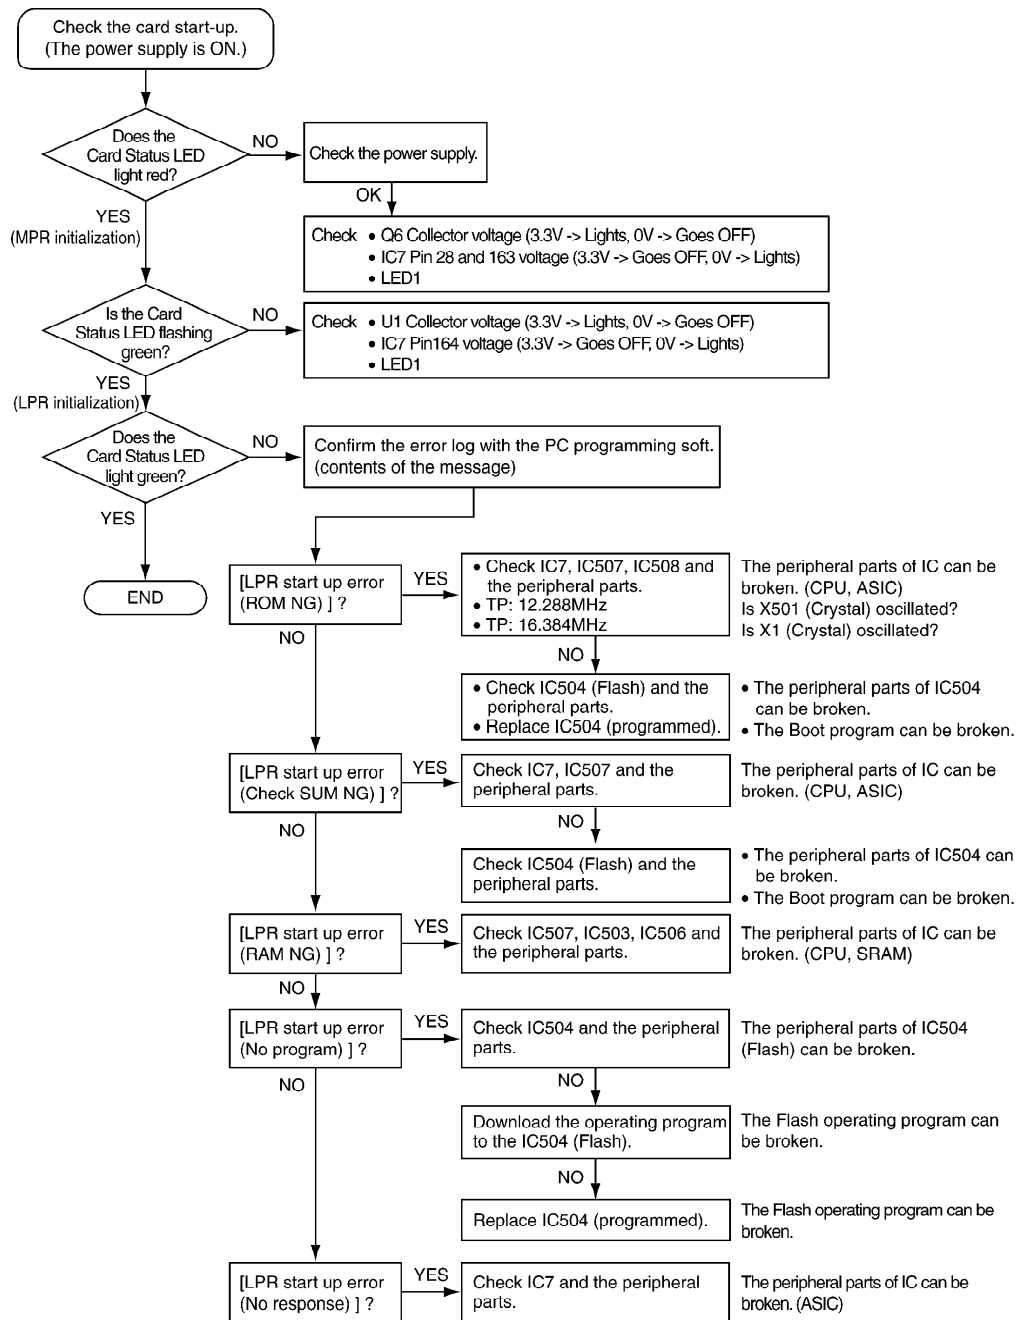 Check the card start-up.
(The power supply is ON.)
Does the
Card Status LED
light red?
NO
Check the power supply.
OK
YES
(MPR initialization)
Check • Q6 Collector voltage (3.3V -> Lights, 0V -> Goes OFF)
• IC7 Pin 28 and 163 voltage (3.3V -> Goes OFF, 0V -> Lights)
• LED1
Is the Card
Status LED flashing
green?
NO
Check • U1 Collector voltage (3.3V -> Lights, 0V -> Goes OFF)
• IC7 Pin164 voltage (3.3V -> Goes OFF, 0V -> Lights)
• LED1
YES
(LPR initialization)
Does the
Card Status LED
light green?
NO
Confirm the error log with the PC programming soft.
(contents of the message)
YES
END
[LPR start up error
(ROM NG) ] ?
YES
• Check IC7, IC507, IC508 and
the peripheral parts.
• TP: 12.288MHz
• TP: 16.384MHz
The peripheral parts of IC can be
broken. (CPU, ASIC)
Is X501 (Crystal) oscillated?
Is X1 (Crystal) oscillated?
NO
NO
• Check IC504 (Flash) and the
peripheral parts.
• Replace IC504 (programmed).
• The peripheral parts of IC504
can be broken.
• The Boot program can be broken.
[LPR start up error
(Check SUM NG) ] ?
YES
Check IC7, IC507 and the
peripheral parts.
The peripheral parts of IC can be
broken. (CPU, ASIC)
NO
NO
Check IC504 (Flash) and the
peripheral parts.
• The peripheral parts of IC504 can
be broken.
• The Boot program can be broken.
[LPR start up error
(RAM NG) ] ?
YES
Check IC507, IC503, IC506 and
the peripheral parts.
The peripheral parts of IC can be
broken. (CPU, SRAM)
NO
[LPR start up error
(No program) ] ?
YES
Check IC504 and the peripheral
parts.
The peripheral parts of IC504
(Flash) can be broken.
NO
NO
Download the operating program
to the IC504 (Flash).
The Flash operating program can
be broken.
NO
Replace IC504 (programmed).
The Flash operating program can be
broken.
[LPR start up error
(No response) ] ?
YES
Check IC7 and the peripheral
parts.
The peripheral parts of IC can be
broken. (ASIC)